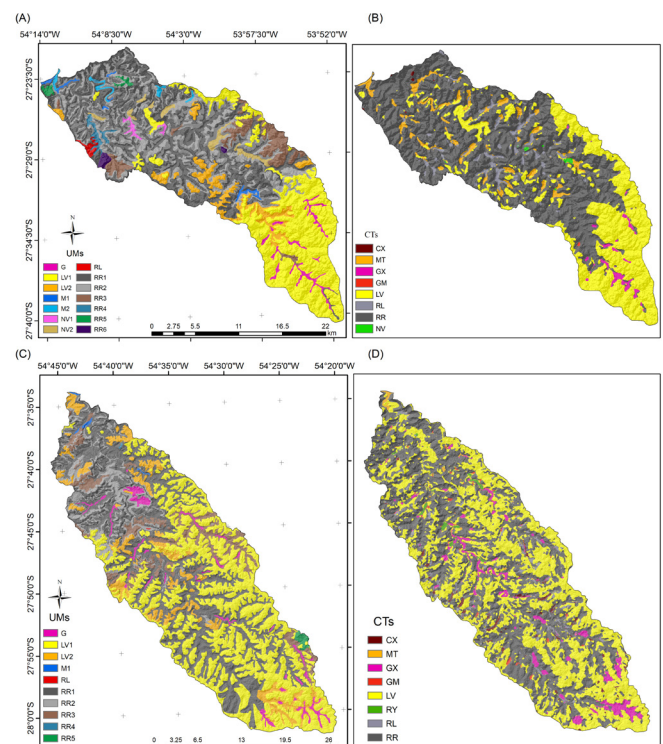 (A)
54°14'0"W 54°8'30"W 54°3'0"W 53°57'30"W 53°52'0"W
(B)
27°23'30"S
27°29'0"S
27°34'30"S
27°40'0"S
N
UMs
G RL
LV1 RR1
LV2 RR2
M1 RR3
M2 RR4
NV1 RR5
NV2 RR6
0 2.75 5.5 11 16.5 22
km
CTs
CX
MT
GX
GM
LV
RL
RR
NV
(C)
54°45'0"W 54°40'0"W 54°35'0"W 54°30'0"W 54°25'0"W 54°20'0"W
(D)
27°35'0"S
27°40'0"S
27°45'0"S
27°50'0"S
27°55'0"S
28°0'0"S
N
UMs
G
LV1
LV2
M1
RL
RR1
RR2
RR3
RR4
RR5
0 3.25 6.5 13 19.5 26
CTs
CX
MT
GX
GM
LV
RY
RL
RR